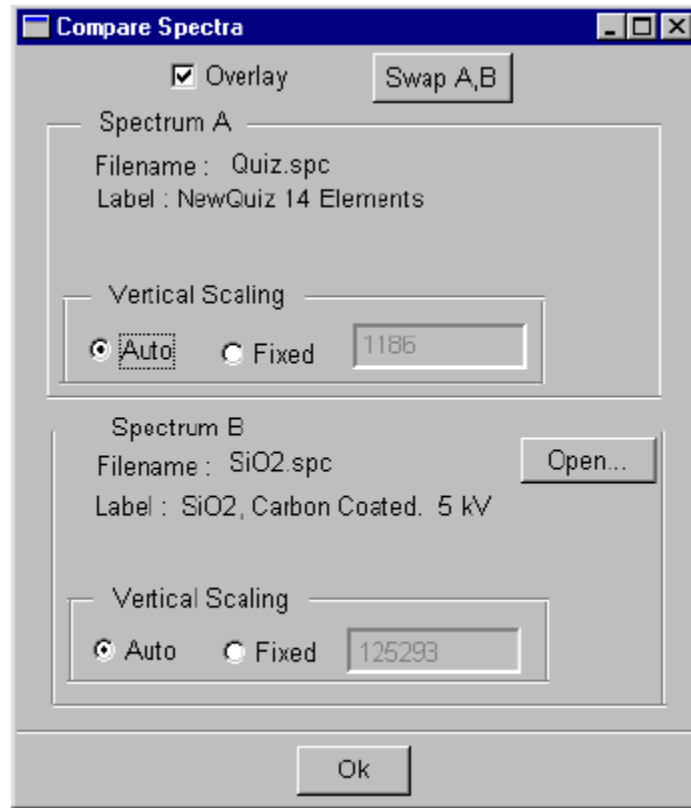 Compare Spectra
Overlay
Swap A,B
Spectrum A
Filename : Quiz.spc
Label : NewQuiz 14 Elements
Vertical Scaling
Auto Fixed 1186
Spectrum B
Filename : SiO2.spc
Open...
Label : SiO2, Carbon Coated. 5 kV
Vertical Scaling
Auto Fixed 125293
Ok